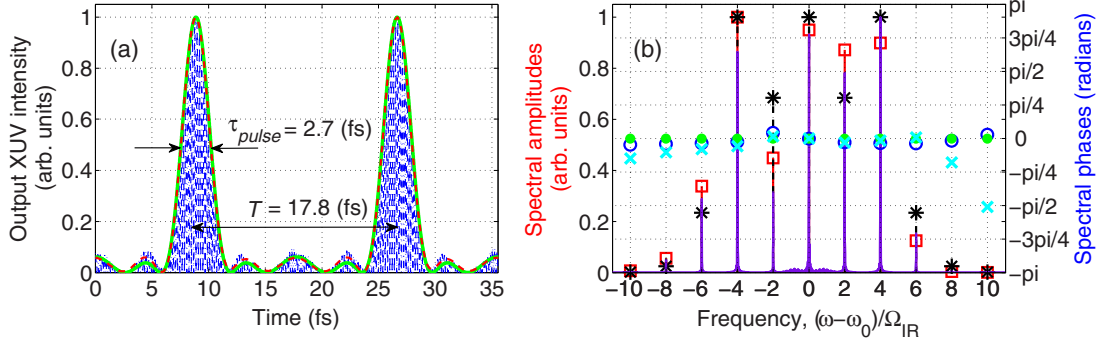 (a)
(b)
Output XUV intensity
(arb. units)
1
0.8
0.6
0.4
0.2
0
τpulse = 2.7 (fs)
T = 17.8 (fs)
0 5 10 15 20 25 30 35
Time (fs)
Spectral amplitudes
(arb. units)
1
0.8
0.6
0.4
0.2
0
−10 −8 −6 −4 −2 0 2 4 6 8 10
Frequency, (ω−ω0)/ΩIR
pi
3pi/4
pi/2
pi/4
0
−pi/4
−pi/2
−3pi/4
−pi
Spectral phases (radians)